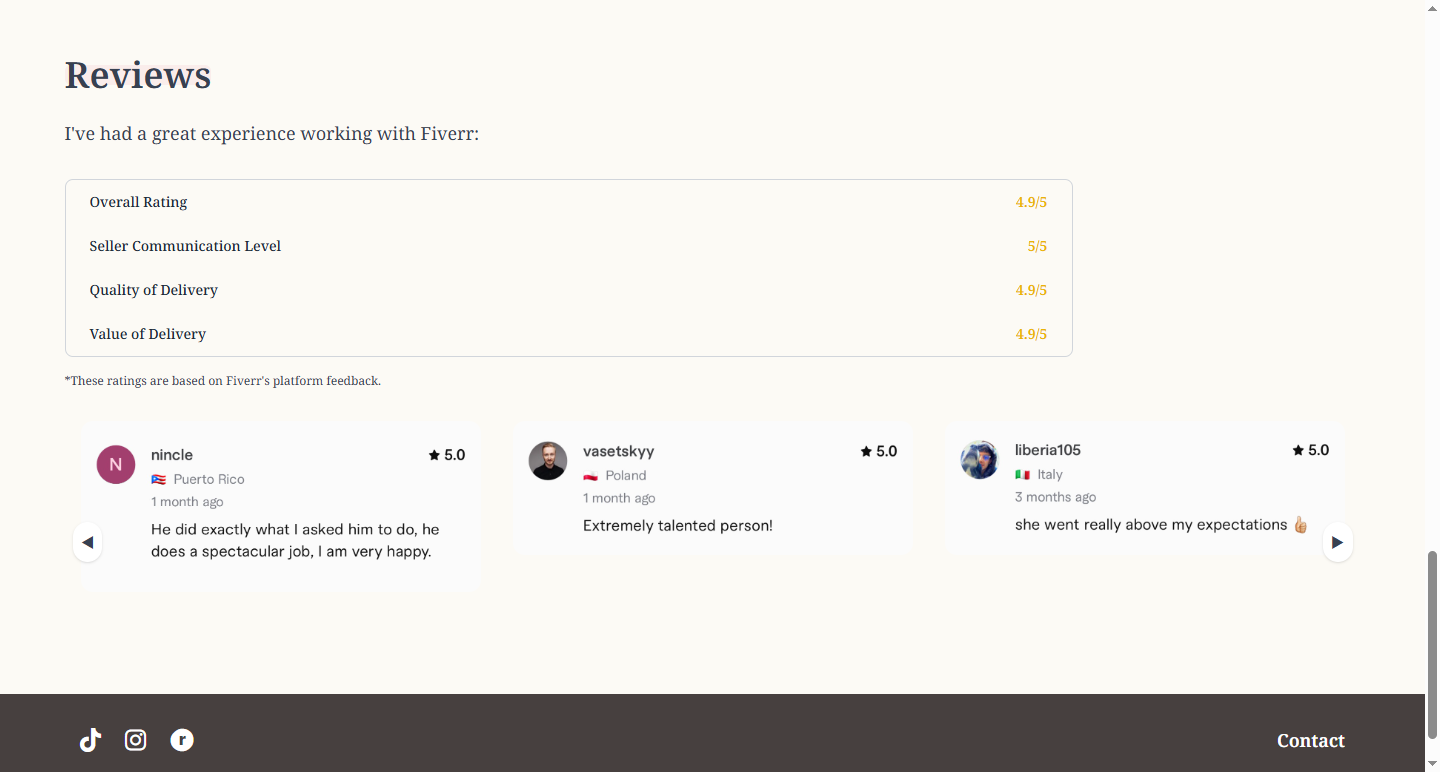 Reviews
I've had a great experience working with Fiverr:
Overall Rating 4.9/5
Seller Communication Level 5/5
Quality of Delivery 4.9/5
Value of Delivery 4.9/5
*These ratings are based on Fiverr's platform feedback.
N
nincle
★ 5.0
🇵🇷 Puerto Rico
1 month ago
He did exactly what I asked him to do, he
does a spectacular job, I am very happy.
vasetskyy
★ 5.0
🇵🇱 Poland
1 month ago
Extremely talented person!
liberia105
★ 5.0
🇮🇹 Italy
3 months ago
she went really above my expectations 👍🏼
r
Contact